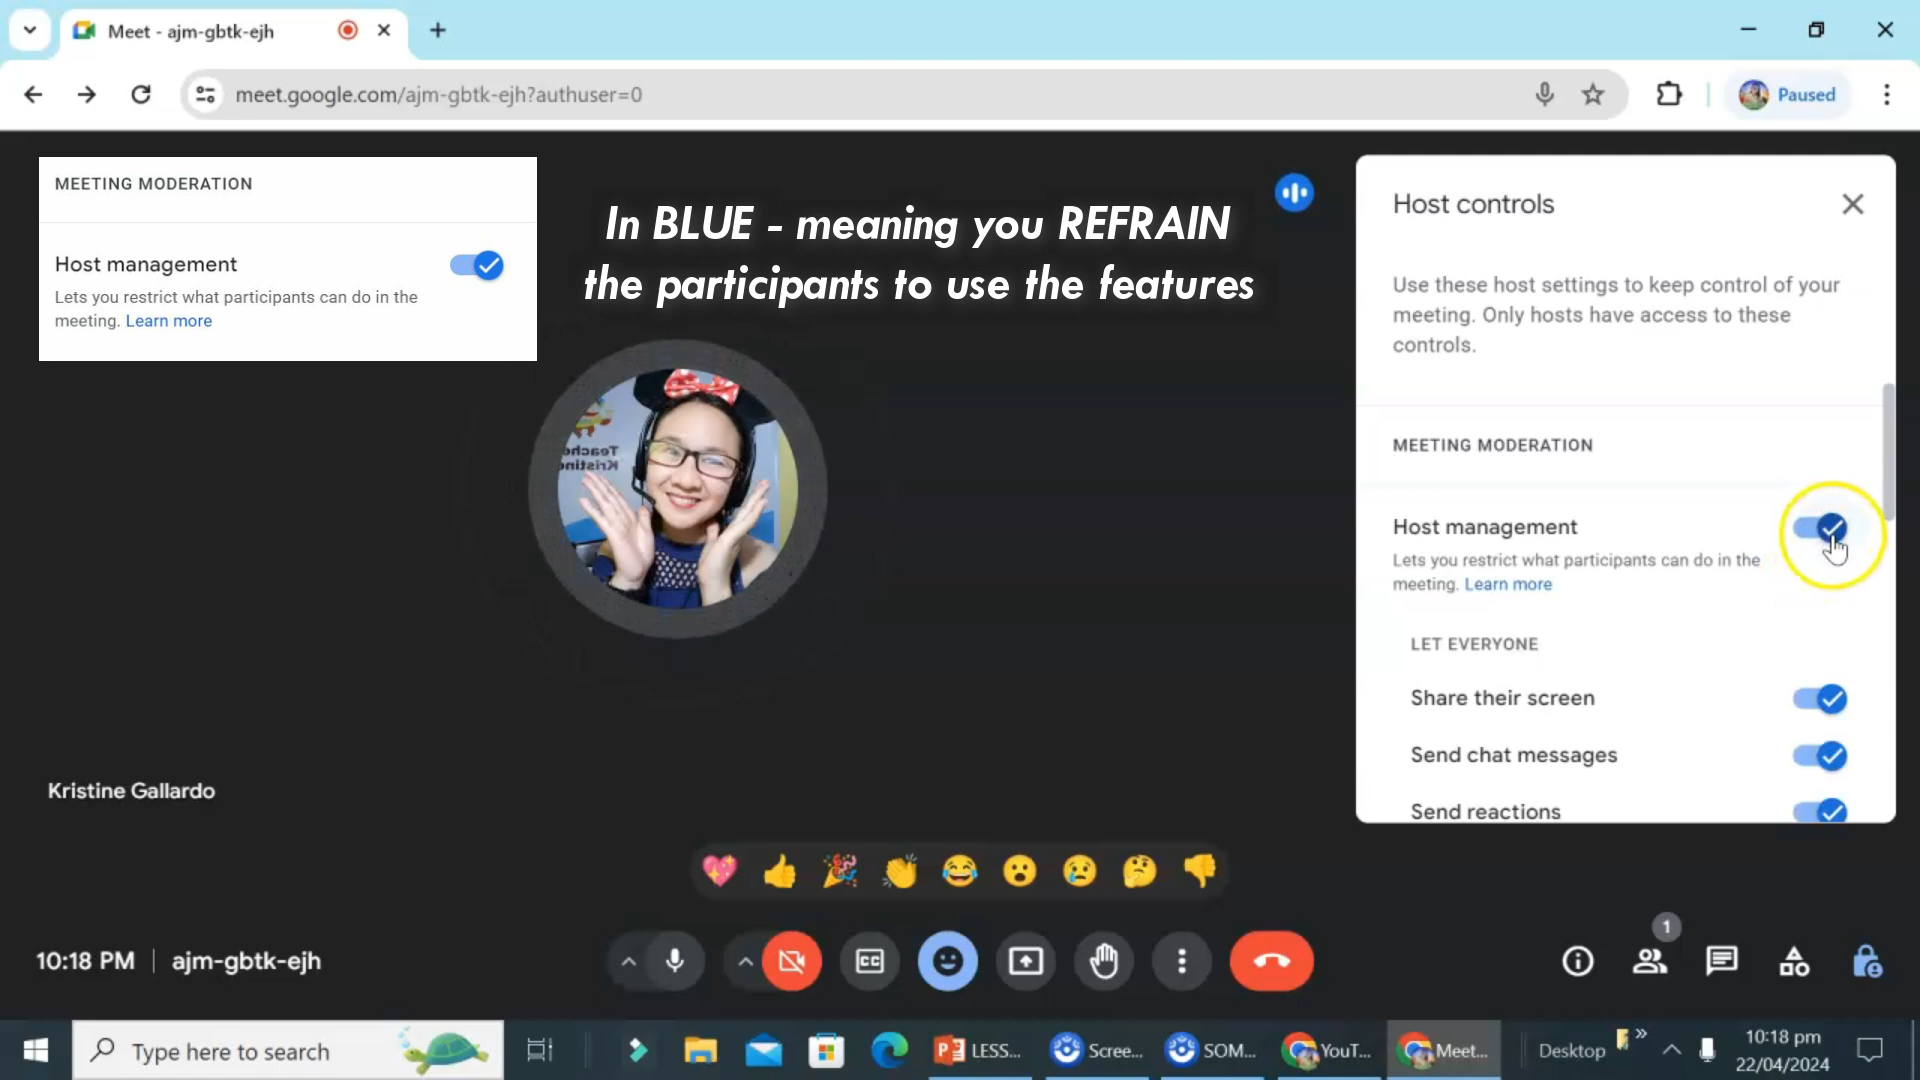 Meet - ajm-gbtk-ejh
meet.google.com/ajm-gbtk-ejh?authuser=0
Paused
MEETING MODERATION
Host management
Lets you restrict what participants can do in the
meeting. Learn more
In BLUE - meaning you REFRAIN
the participants to use the features
Teache
Kristine
Kristine Gallardo
Host controls
Use these host settings to keep control of your
meeting. Only hosts have access to these
controls.
MEETING MODERATION
Host management
Lets you restrict what participants can do in the
meeting. Learn more
LET EVERYONE
Share their screen
Send chat messages
Send reactions
10:18 PM | ajm-gbtk-ejh
CC
1
Type here to search
LESS...
Scree...
SOM...
YouT...
Meet...
Desktop
10:18 pm
22/04/2024